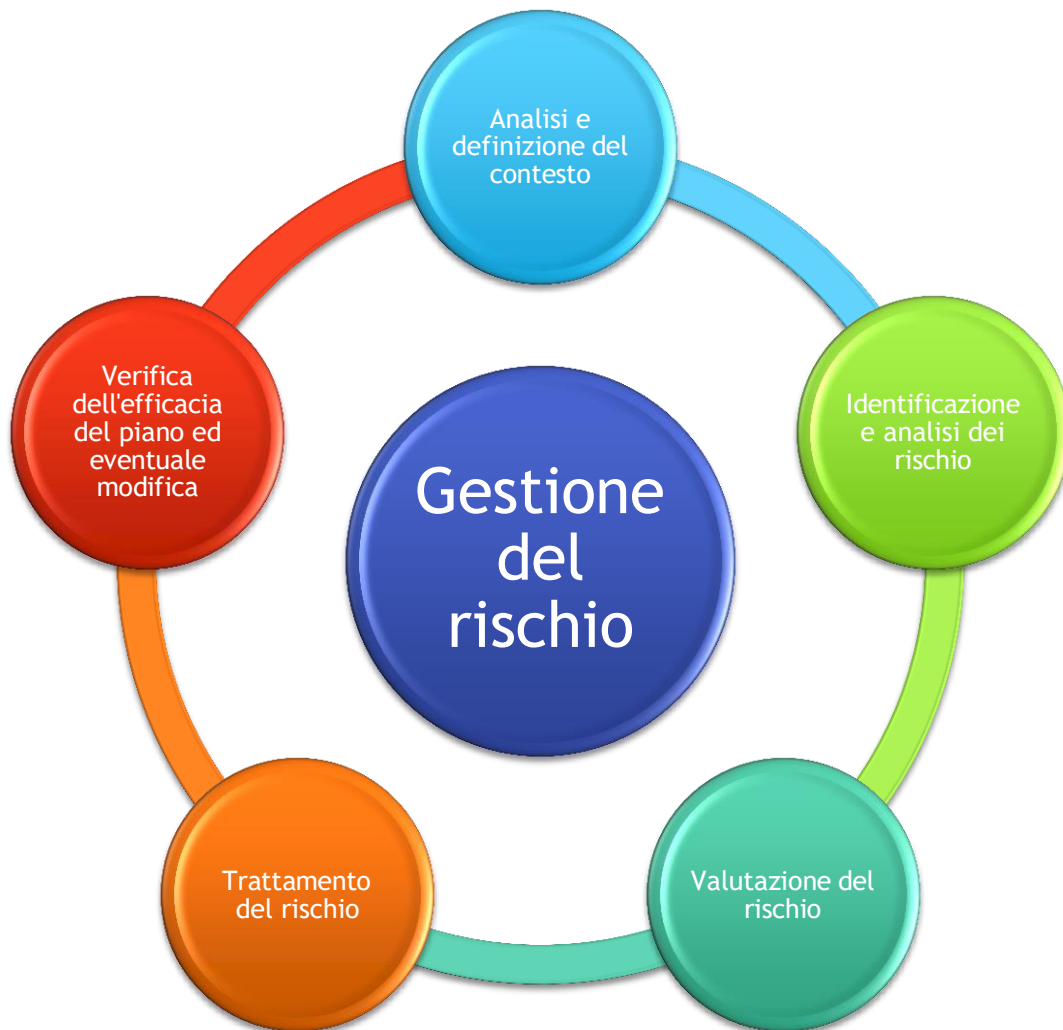 Analisi e
definizione del
contesto
Identificazione
e analisi dei
rischio
Valutazione del
rischio
Trattamento
del rischio
Verifica
dell'efficacia
del piano ed
eventuale
modifica
Gestione
del
rischio